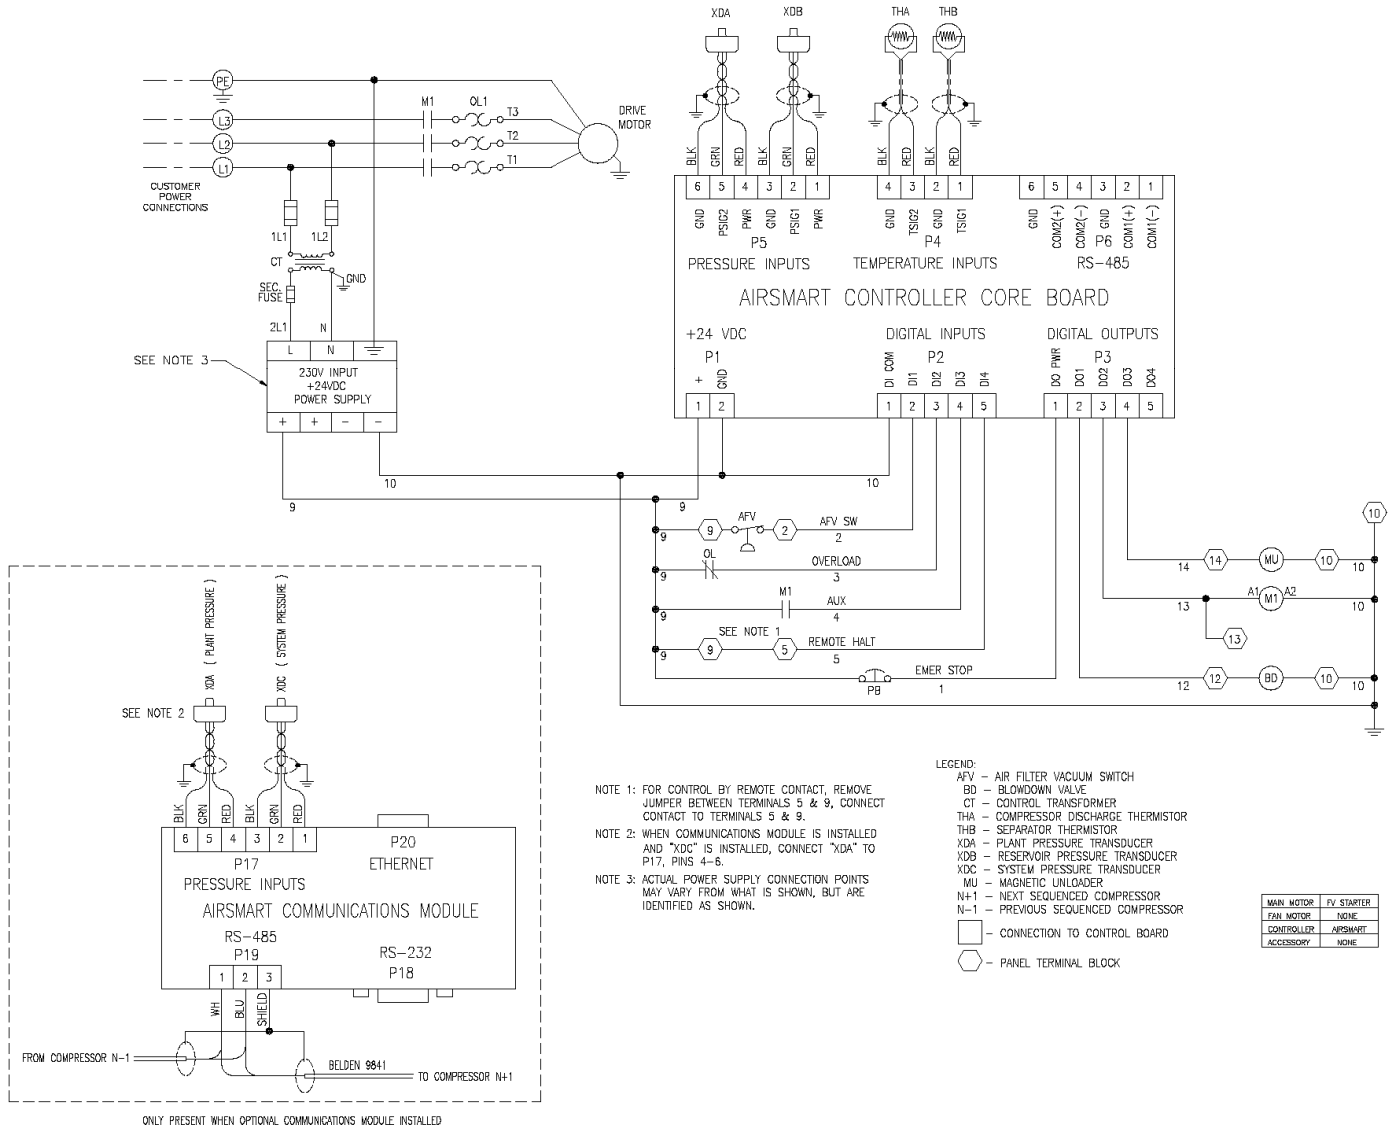 XDA XDB THA THB
PE
L3 M1 OL1 T3
L2 T2
L1 T1
DRIVE
MOTOR
CUSTOMER
POWER
CONNECTIONS
1L1 1L2
CT
GND
SEC.
FUSE
2L1 N
SEE NOTE 3
L N
230V INPUT
+24VDC
POWER SUPPLY
+ + - -
10
9
BLK GRN RED BLK GRN RED BLK RED BLK RED
6 5 4 3 2 1 4 3 2 1 6 5 4 3 2 1
GND PSIG2 PWR GND PSIG1 PWR GND TSIG2 GND TSIG1 GND COM2(+) COM2(-) GND COM1(+) COM1(-)
P5 P4 P6
PRESSURE INPUTS TEMPERATURE INPUTS RS-485
AIRSMART CONTROLLER CORE BOARD
+24 VDC DIGITAL INPUTS DIGITAL OUTPUTS
P1 P2 P3
+ GND DI COM DI1 DI2 DI3 DI4 DO PWR DO1 DO2 DO3 DO4
1 2 1 2 3 4 5 1 2 3 4 5
10
9
9 9 AFV 2 AFV SW
2
9 OL OVERLOAD
3
9 M1 AUX
4
SEE NOTE 1
9 9 5 REMOTE HALT
5
PB EMER STOP
1
10
14 14 MU 10 10
13 A1 M1 A2 10
13
12 12 BD 10 10
XDA ( PLANT PRESSURE ) XDC ( SYSTEM PRESSURE )
SEE NOTE 2
BLK GRN RED BLK GRN RED
6 5 4 3 2 1
P17
PRESSURE INPUTS
P20
ETHERNET
AIRSMART COMMUNICATIONS MODULE
RS-485
P19
RS-232
P18
1 2 3
WH BLU SHIELD
FROM COMPRESSOR N-1
BELDEN 9841
TO COMPRESSOR N+1
ONLY PRESENT WHEN OPTIONAL COMMUNICATIONS MODULE INSTALLED
NOTE 1: FOR CONTROL BY REMOTE CONTACT, REMOVE
JUMPER BETWEEN TERMINALS 5 & 9, CONNECT
CONTACT TO TERMINALS 5 & 9.
NOTE 2: WHEN COMMUNICATIONS MODULE IS INSTALLED
AND "XDC" IS INSTALLED, CONNECT "XDA" TO
P17, PINS 4-6.
NOTE 3: ACTUAL POWER SUPPLY CONNECTION POINTS
MAY VARY FROM WHAT IS SHOWN, BUT ARE
IDENTIFIED AS SHOWN.
LEGEND:
AFV - AIR FILTER VACUUM SWITCH
BD - BLOWDOWN VALVE
CT - CONTROL TRANSFORMER
THA - COMPRESSOR DISCHARGE THERMISTOR
THB - SEPARATOR THERMISTOR
XDA - PLANT PRESSURE TRANSDUCER
XDB - RESERVOIR PRESSURE TRANSDUCER
XDC - SYSTEM PRESSURE TRANSDUCER
MU - MAGNETIC UNLOADER
N+1 - NEXT SEQUENCED COMPRESSOR
N-1 - PREVIOUS SEQUENCED COMPRESSOR
- CONNECTION TO CONTROL BOARD
- PANEL TERMINAL BLOCK
MAIN MOTOR FV STARTER
FAN MOTOR NONE
CONTROLLER AIRSMART
ACCESSORY NONE